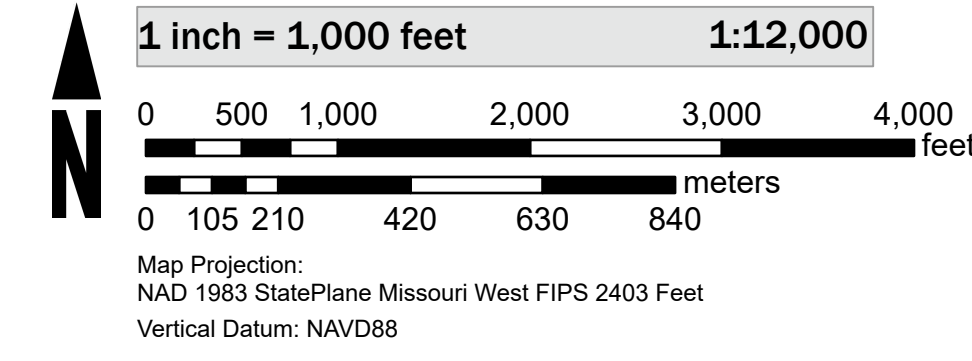 N
1 inch = 1,000 feet 1:12,000
0 500 1,000 2,000 3,000 4,000
feet
meters
0 105 210 420 630 840
Map Projection:
NAD 1983 StatePlane Missouri West FIPS 2403 Feet
Vertical Datum: NAVD88